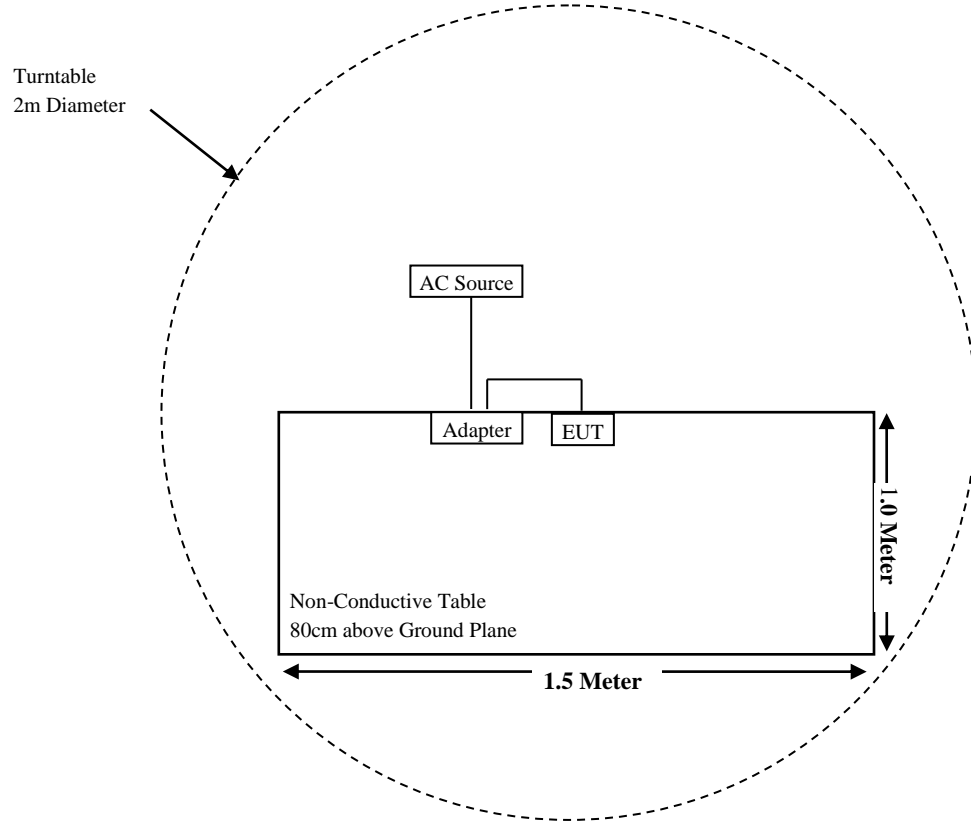 Turntable
2m Diameter
AC Source
Adapter
EUT
1.0 Meter
Non-Conductive Table
80cm above Ground Plane
1.5 Meter